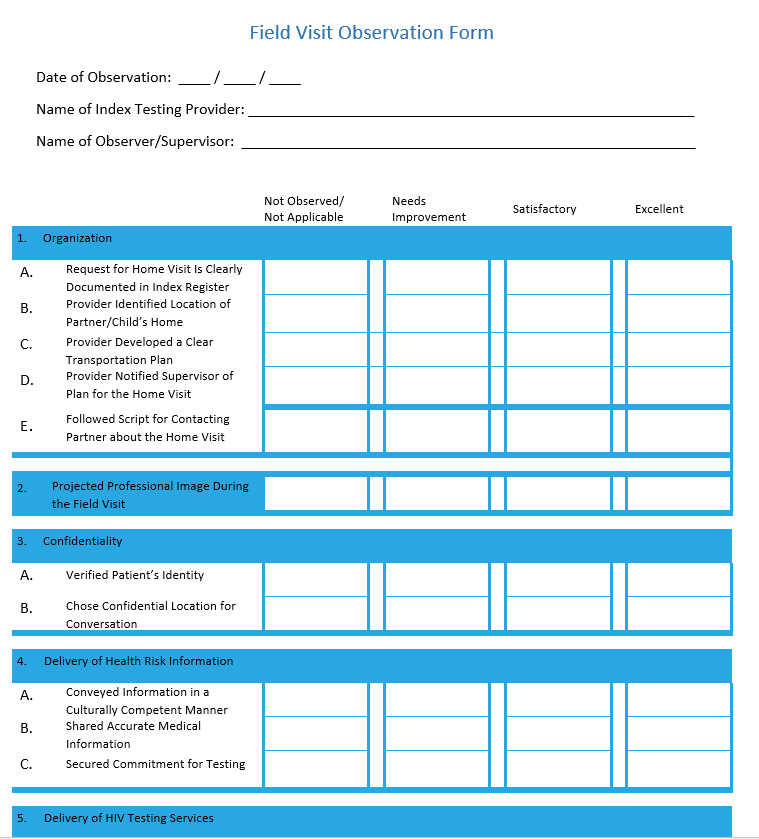 Field Visit Observation Form
Date of Observation: ____ / ____ / ____
Name of Index Testing Provider: ____________________
Name of Observer/Supervisor: ____________________
Not Observed/
Not Applicable
Needs
Improvement
Satisfactory
Excellent
1. Organization
A. Request for Home Visit Is Clearly
Documented in Index Register
B. Provider Identified Location of
Partner/Child's Home
C. Provider Developed a Clear
Transportation Plan
D. Provider Notified Supervisor of
Plan for the Home Visit
E. Followed Script for Contacting
Partner about the Home Visit
2. Projected Professional Image During
the Field Visit
3. Confidentiality
A. Verified Patient's Identity
B. Chose Confidential Location for
Conversation
4. Delivery of Health Risk Information
A. Conveyed Information in a
Culturally Competent Manner
B. Shared Accurate Medical
Information
C. Secured Commitment for Testing
5. Delivery of HIV Testing Services